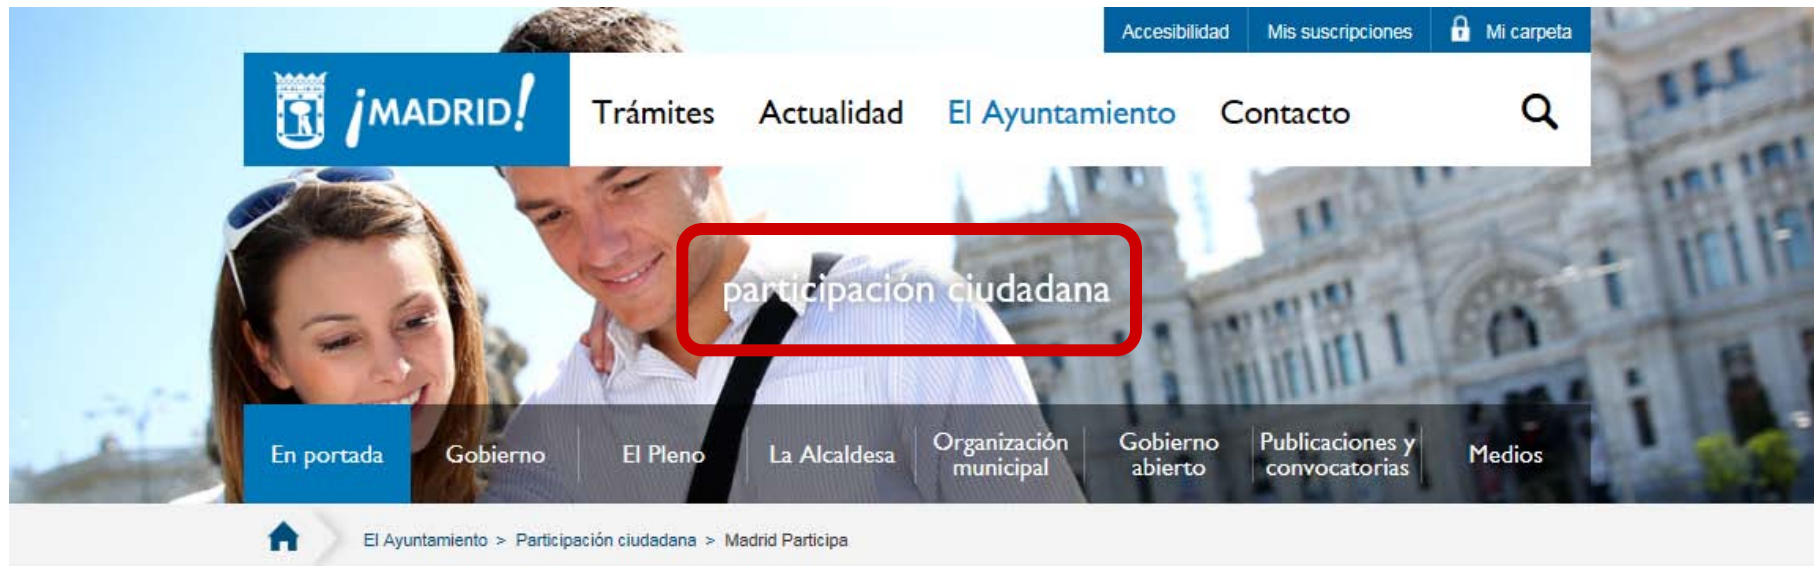 Accesibilidad Mis suscripciones Mi carpeta
¡MADRID! Trámites Actualidad El Ayuntamiento Contacto
participación ciudadana
En portada
Gobierno
El Pleno
La Alcaldesa
Organización
municipal
Gobierno
abierto
Publicaciones y
convocatorias
Medios
El Ayuntamiento > Participación ciudadana > Madrid Participa